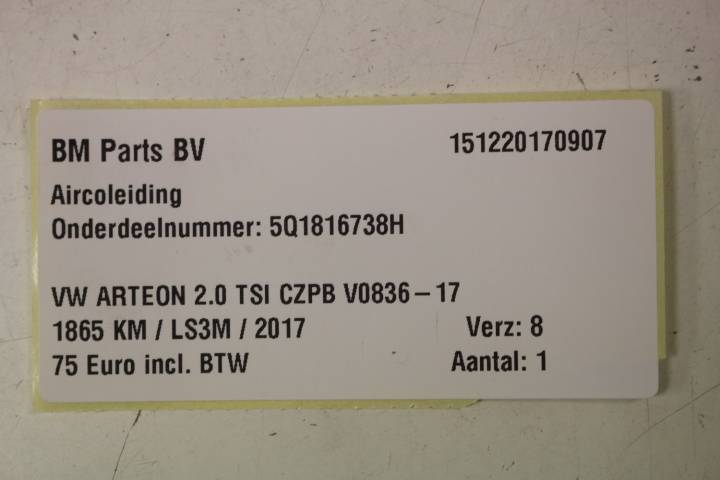 BM Parts BV 151220170907
Aircoleiding
Onderdeelnummer: 5Q1816738H
VW ARTEON 2.0 TSI CZPB V0836–17
1865 KM / LS3M / 2017 Verz: 8
75 Euro incl. BTW Aantal: 1